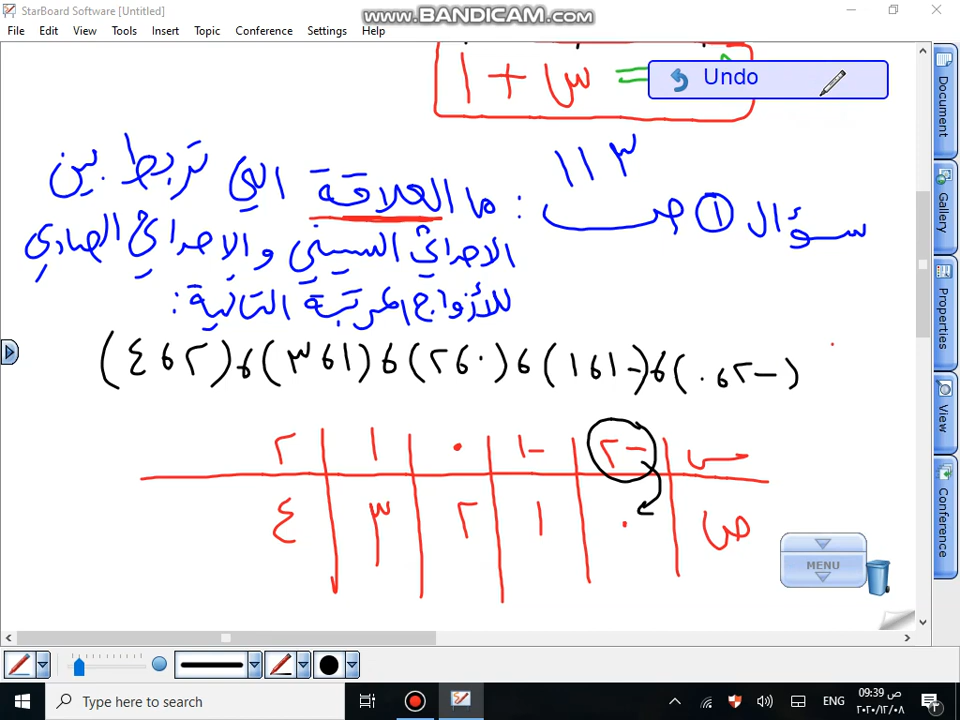 StarBoard Software [Untitled]
www.BANDICAM.com
File Edit View Tools Insert Topic Conference Settings Help
Undo
س + ١
سؤال ① صـ ١١٣ : ما العلاقة التي تربط بين
الاحداثي السيني والاحداثي الصادي
للأزواج المرتبة التالية :
(-٢، ٠)، (-١، ١)، (٠، ٢)، (١، ٣)، (٢، ٤)
س -٢ -١ ٠ ١ ٢
ص ٠ ١ ٢ ٣ ٤
Document
Gallery
Properties
View
Conference
MENU
Type here to search
ENG
09:39 ص
٢٠٢٠/١٢/٠٨